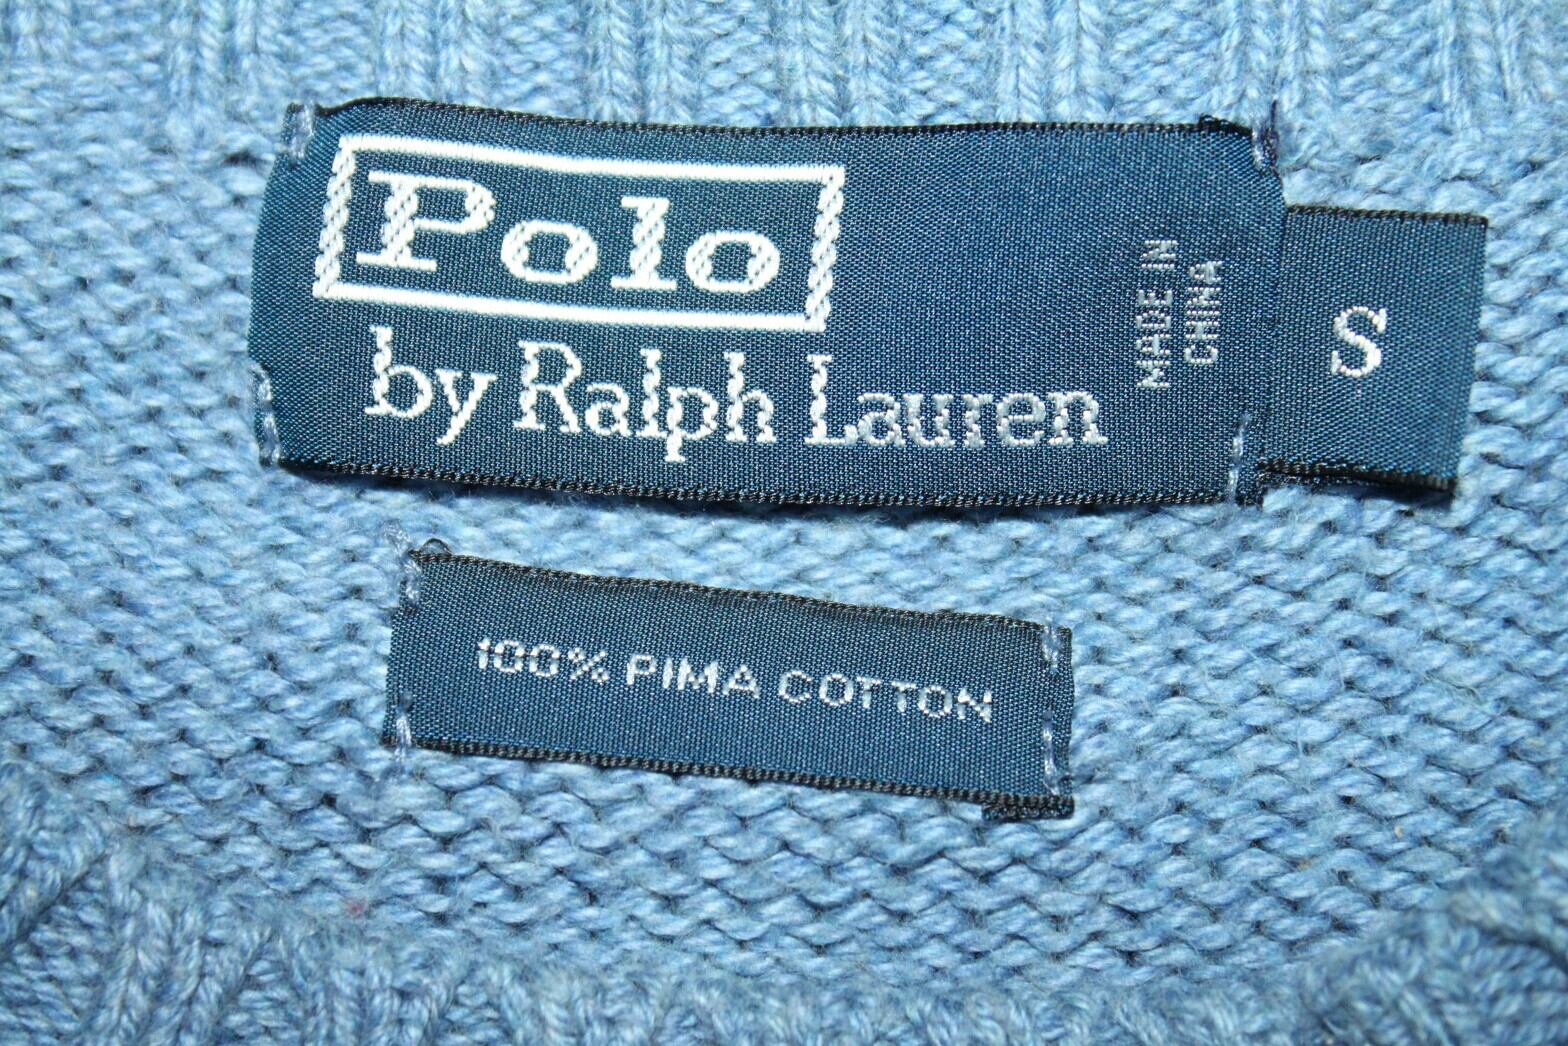 Polo
by Ralph Lauren
MADE IN
CHINA
S
100% PIMA COTTON